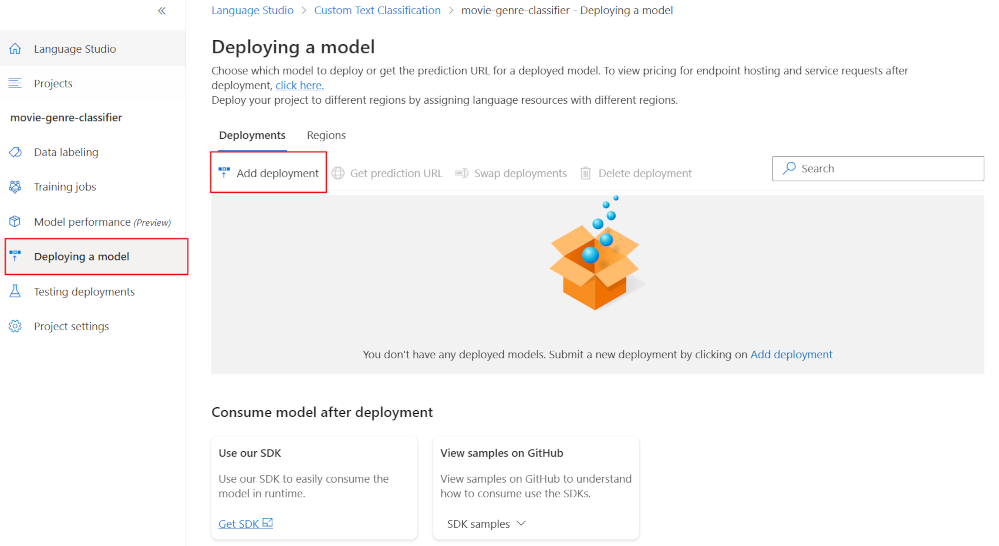 «
Language Studio
Projects
movie-genre-classifier
Data labeling
Training jobs
Model performance (Preview)
Deploying a model
Testing deployments
Project settings
Language Studio > Custom Text Classification > movie-genre-classifier - Deploying a model
Deploying a model
Choose which model to deploy or get the prediction URL for a deployed model. To view pricing for endpoint hosting and service requests after
deployment, click here.
Deploy your project to different regions by assigning language resources with different regions.
Deployments Regions
Add deployment Get prediction URL Swap deployments Delete deployment Search
You don't have any deployed models. Submit a new deployment by clicking on Add deployment
Consume model after deployment
Use our SDK
Use our SDK to easily consume the
model in runtime.
Get SDK
View samples on GitHub
View samples on GitHub to understand
how to consume use the SDKs.
SDK samples